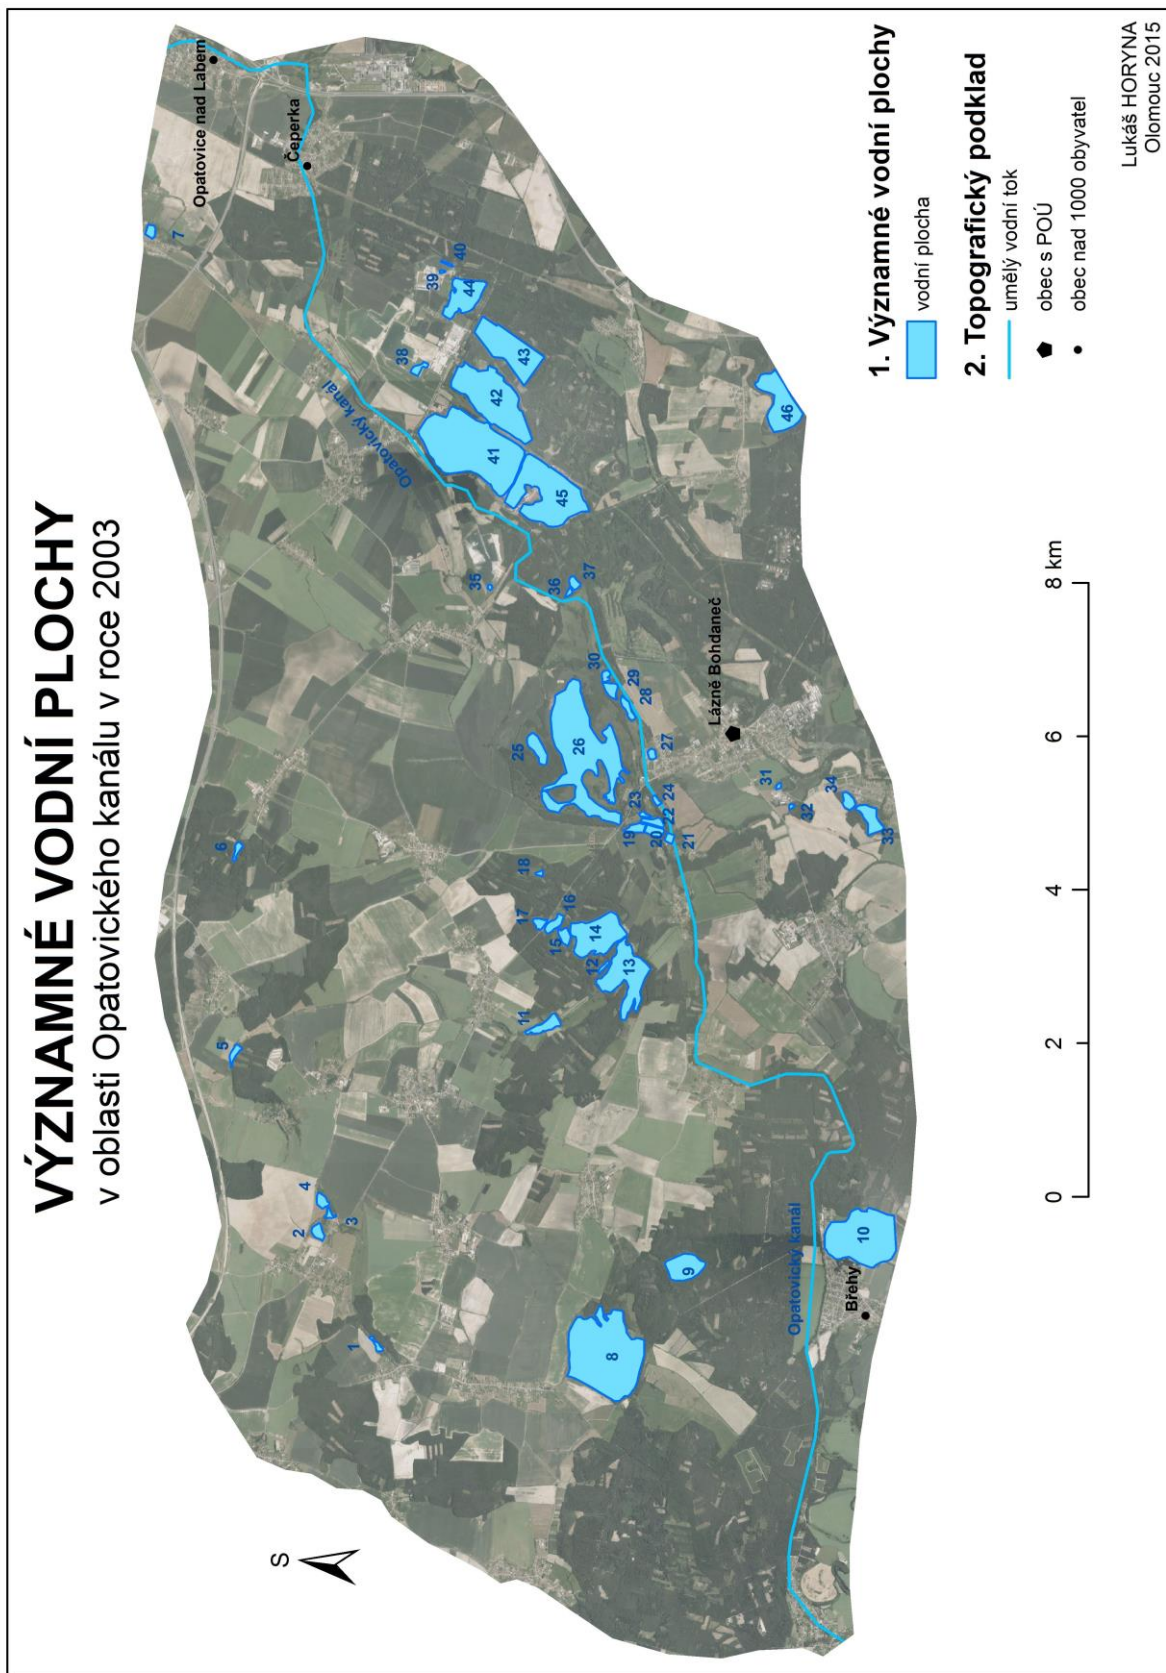 VÝZNAMNÉ VODNÍ PLOCHY
v oblasti Opatovického kanálu v roce 2003
S
Opatovice nad Labem
Čeperka
Opatovický kanál
Lázně Bohdaneč
Opatovický kanál
Břehy
1
2
3
4
5
6
7
8
9
10
11
12
13
14
15
16
17
18
19
20
21
22
23
24
25
26
27
28
29
30
31
32
33
34
35
36
37
38
39
40
41
42
43
44
45
46
0 2 4 6 8 km
1. Významné vodní plochy
vodní plocha
2. Topografický podklad
umělý vodní tok
obec s POÚ
obec nad 1000 obyvatel
Lukáš HORYNA
Olomouc 2015